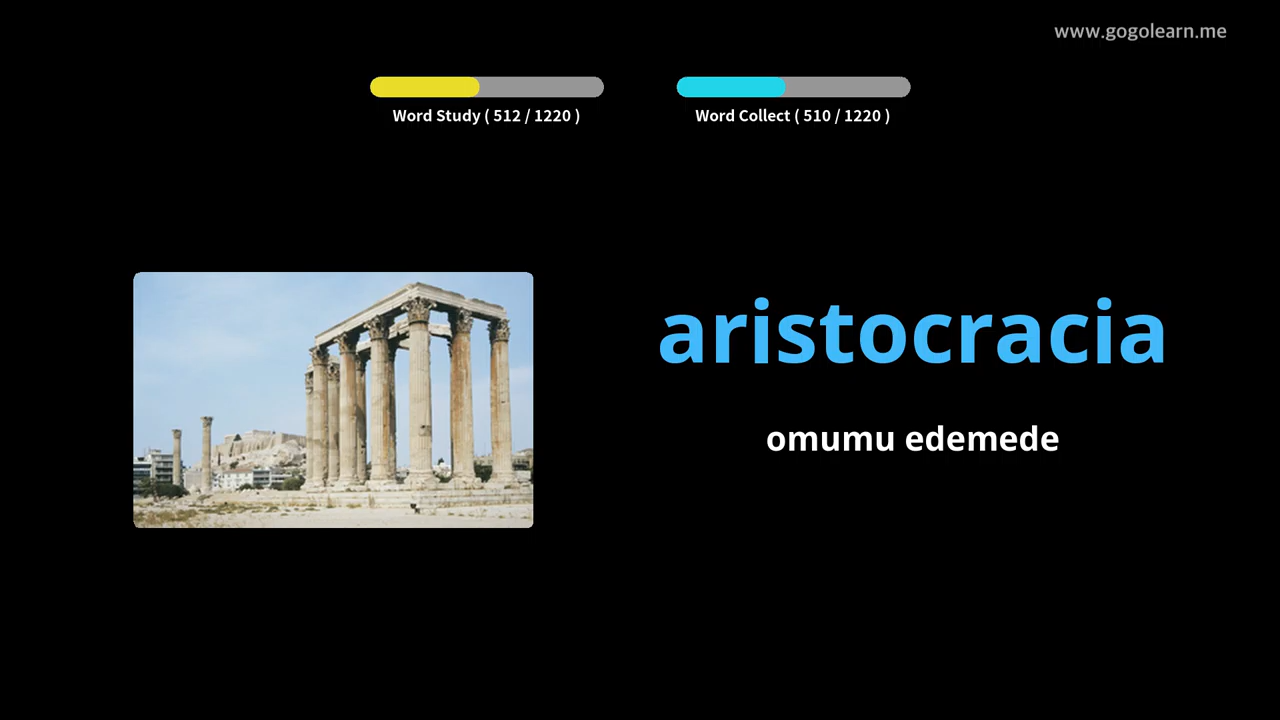 www.gogolearn.me
Word Study ( 512 / 1220 )
Word Collect ( 510 / 1220 )
aristocracia
omumu edemede